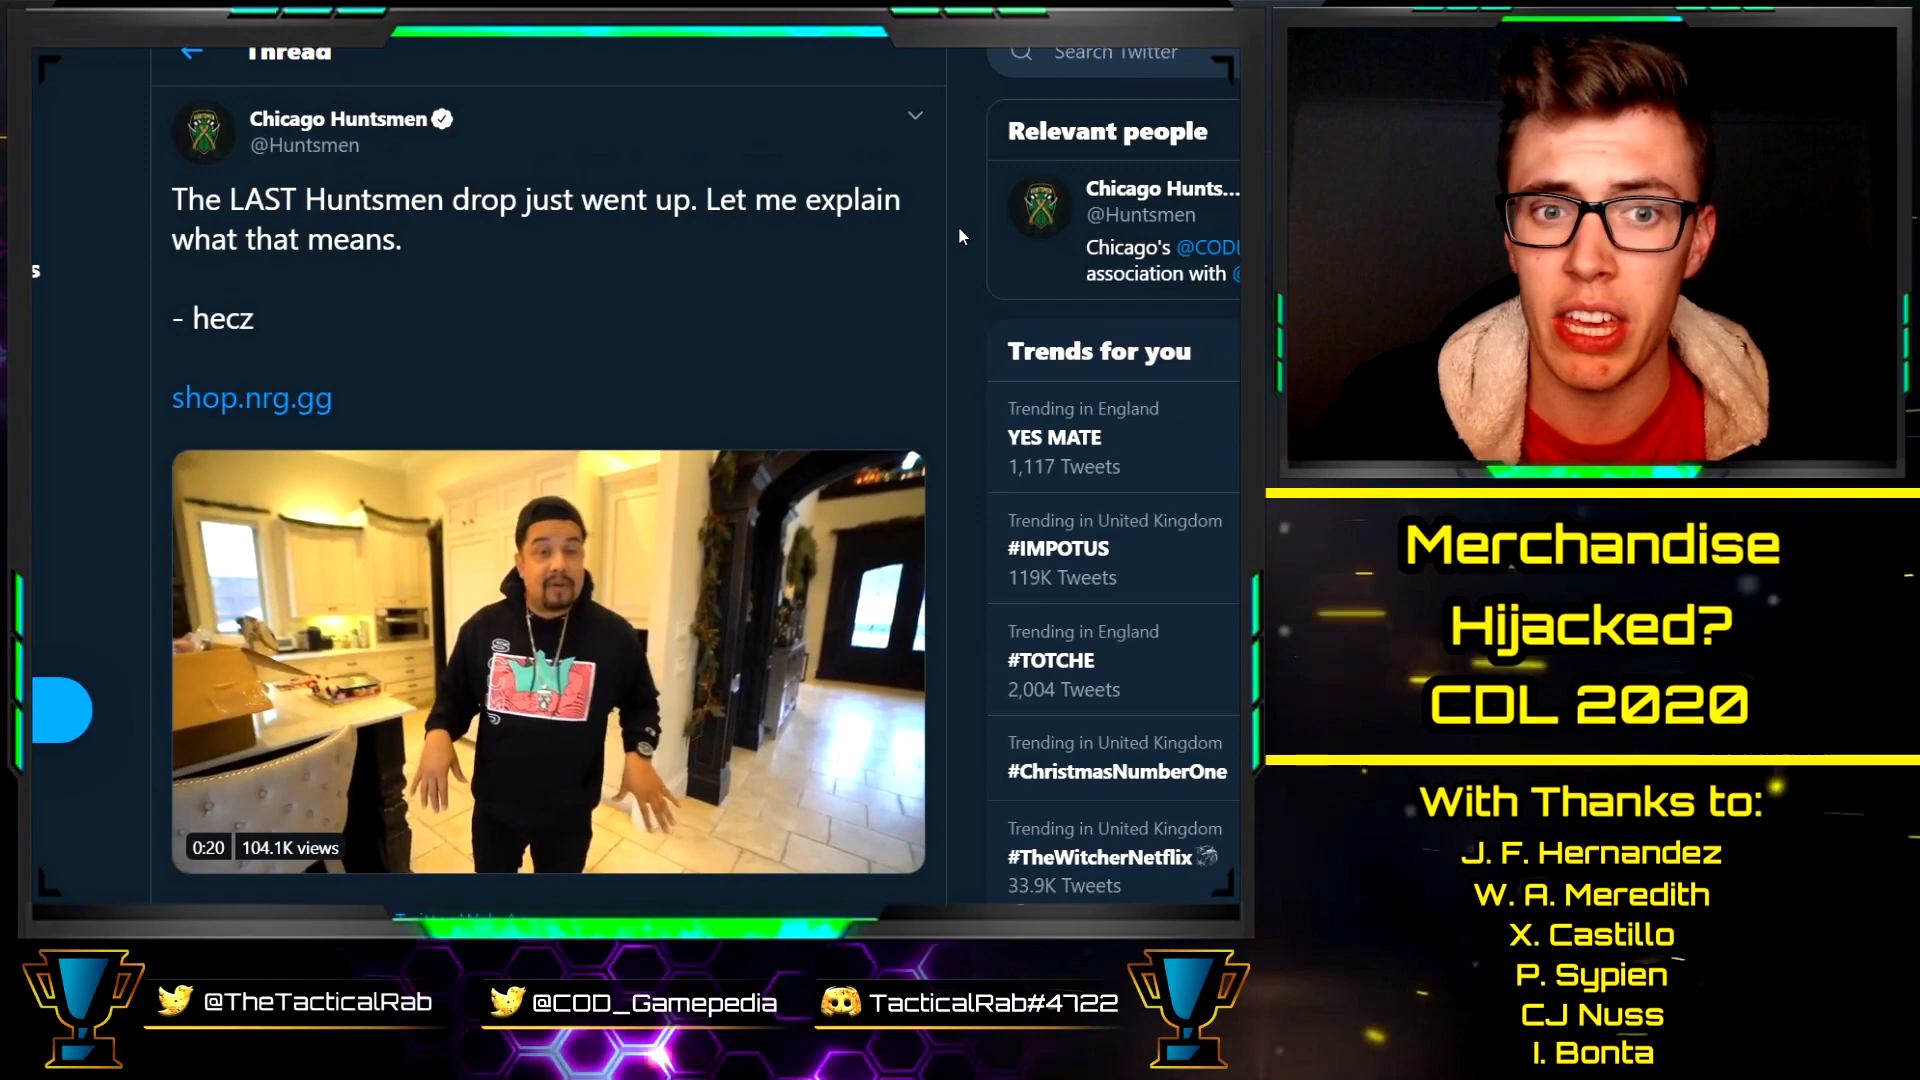 Thread
Search Twitter
Chicago Huntsmen
@Huntsmen
The LAST Huntsmen drop just went up. Let me explain
what that means.
- hecz
shop.nrg.gg
s
0:20
104.1K views
Relevant people
Chicago Hunts...
@Huntsmen
Chicago's @CODL
association with @
Trends for you
Trending in England
YES MATE
1,117 Tweets
Trending in United Kingdom
#IMPOTUS
119K Tweets
Trending in England
#TOTCHE
2,004 Tweets
Trending in United Kingdom
#ChristmasNumberOne
Trending in United Kingdom
#TheWitcherNetflix
33.9K Tweets
Merchandise
Hijacked?
CDL 2020
With Thanks to:
J. F. Hernandez
W. A. Meredith
X. Castillo
P. Sypien
CJ Nuss
I. Bonta
@TheTacticalRab
@COD_Gamepedia
TacticalRab#4722